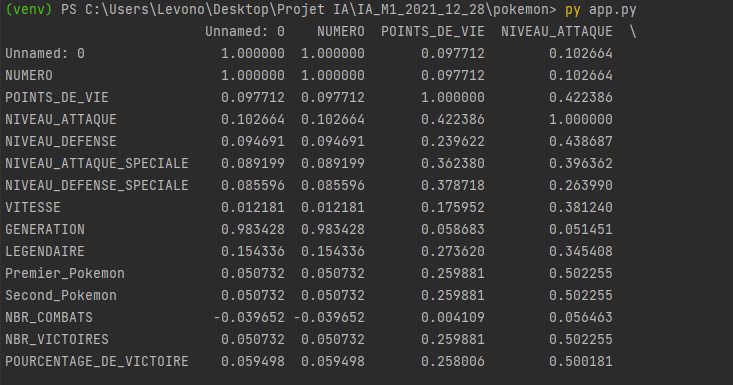 (venv) PS C:\Users\Levono\Desktop\Projet IA\IA_M1_2021_12_28\pokemon> py app.py
Unnamed: 0 NUMERO POINTS_DE_VIE NIVEAU_ATTAQUE \
Unnamed: 0 1.000000 1.000000 0.097712 0.102664
NUMERO 1.000000 1.000000 0.097712 0.102664
POINTS_DE_VIE 0.097712 0.097712 1.000000 0.422386
NIVEAU_ATTAQUE 0.102664 0.102664 0.422386 1.000000
NIVEAU_DEFENSE 0.094691 0.094691 0.239622 0.438687
NIVEAU_ATTAQUE_SPECIALE 0.089199 0.089199 0.362380 0.396362
NIVEAU_DEFENSE_SPECIALE 0.085596 0.085596 0.378718 0.263990
VITESSE 0.012181 0.012181 0.175952 0.381240
GENERATION 0.983428 0.983428 0.058683 0.051451
LEGENDAIRE 0.154336 0.154336 0.273620 0.345408
Premier_Pokemon 0.050732 0.050732 0.259881 0.502255
Second_Pokemon 0.050732 0.050732 0.259881 0.502255
NBR_COMBATS -0.039652 -0.039652 0.004109 0.056463
NBR_VICTOIRES 0.050732 0.050732 0.259881 0.502255
POURCENTAGE_DE_VICTOIRE 0.059498 0.059498 0.258006 0.500181